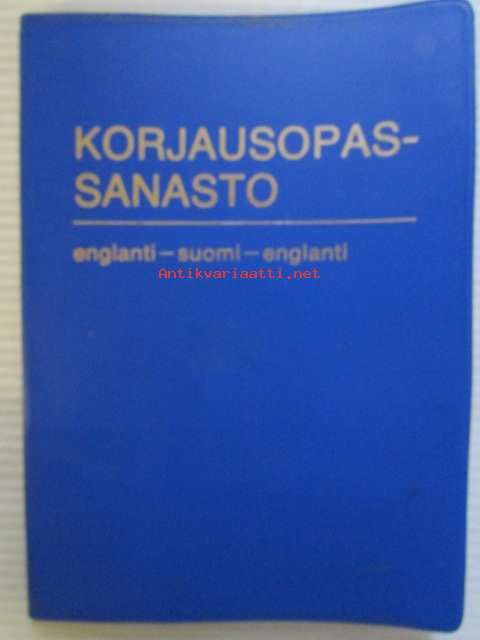 KORJAUSOPAS-
SANASTO
englanti – suomi – englanti
Antikvariaatti.net